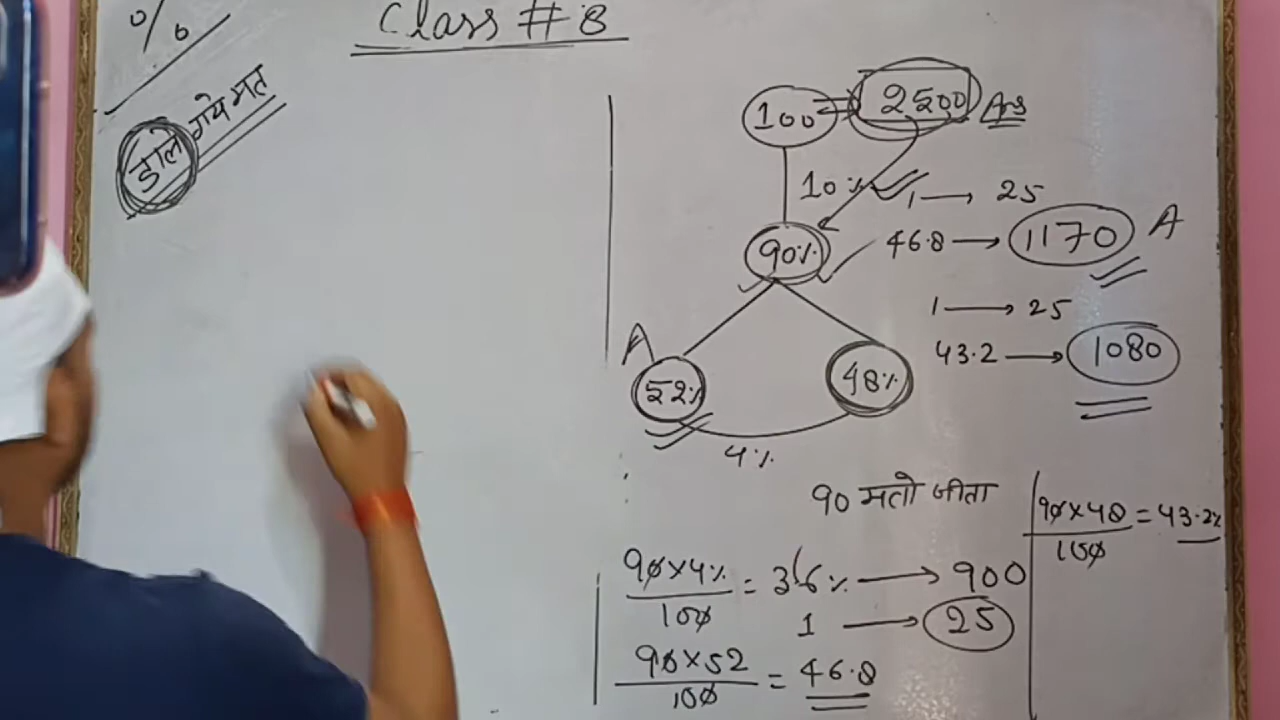 %
Class # 8
डाले गये मत
100 = 2500 Ans
10%
1 → 25
90%
46.8 → 1170 A
1 → 25
43.2 → 1080
A
52%
48%
4%
90 मतो जीता
90×4%/100 = 3.6% → 900
1 → 25
90×52/100 = 46.8
90×48/100 = 43.2%